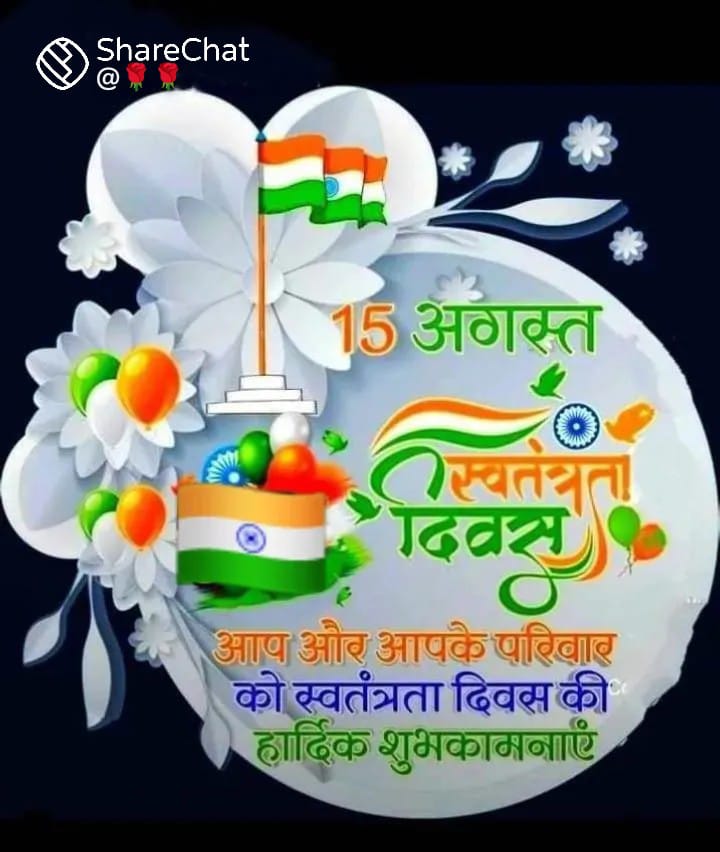 ShareChat
@🌹🌹
15 अगस्त
स्वतंत्रता
दिवस
आप और आपके परिवार
को स्वतंत्रता दिवस की
हार्दिक शुभकामनाएं